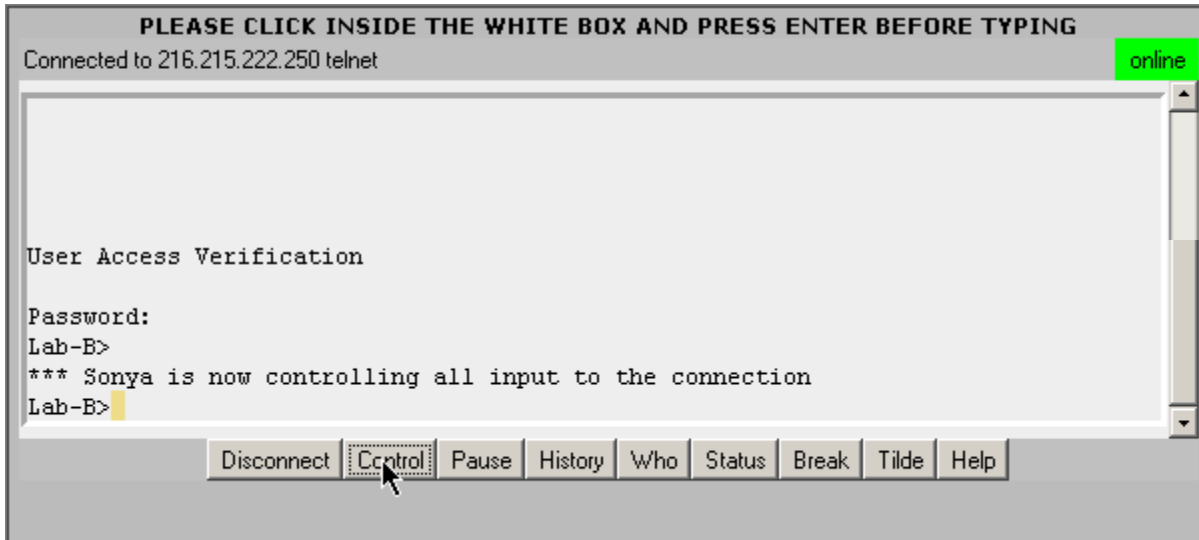 PLEASE CLICK INSIDE THE WHITE BOX AND PRESS ENTER BEFORE TYPING
Connected to 216.215.222.250 telnet
online
User Access Verification
Password:
Lab-B>
*** Sonya is now controlling all input to the connection
Lab-B>
Disconnect Control Pause History Who Status Break Tilde Help